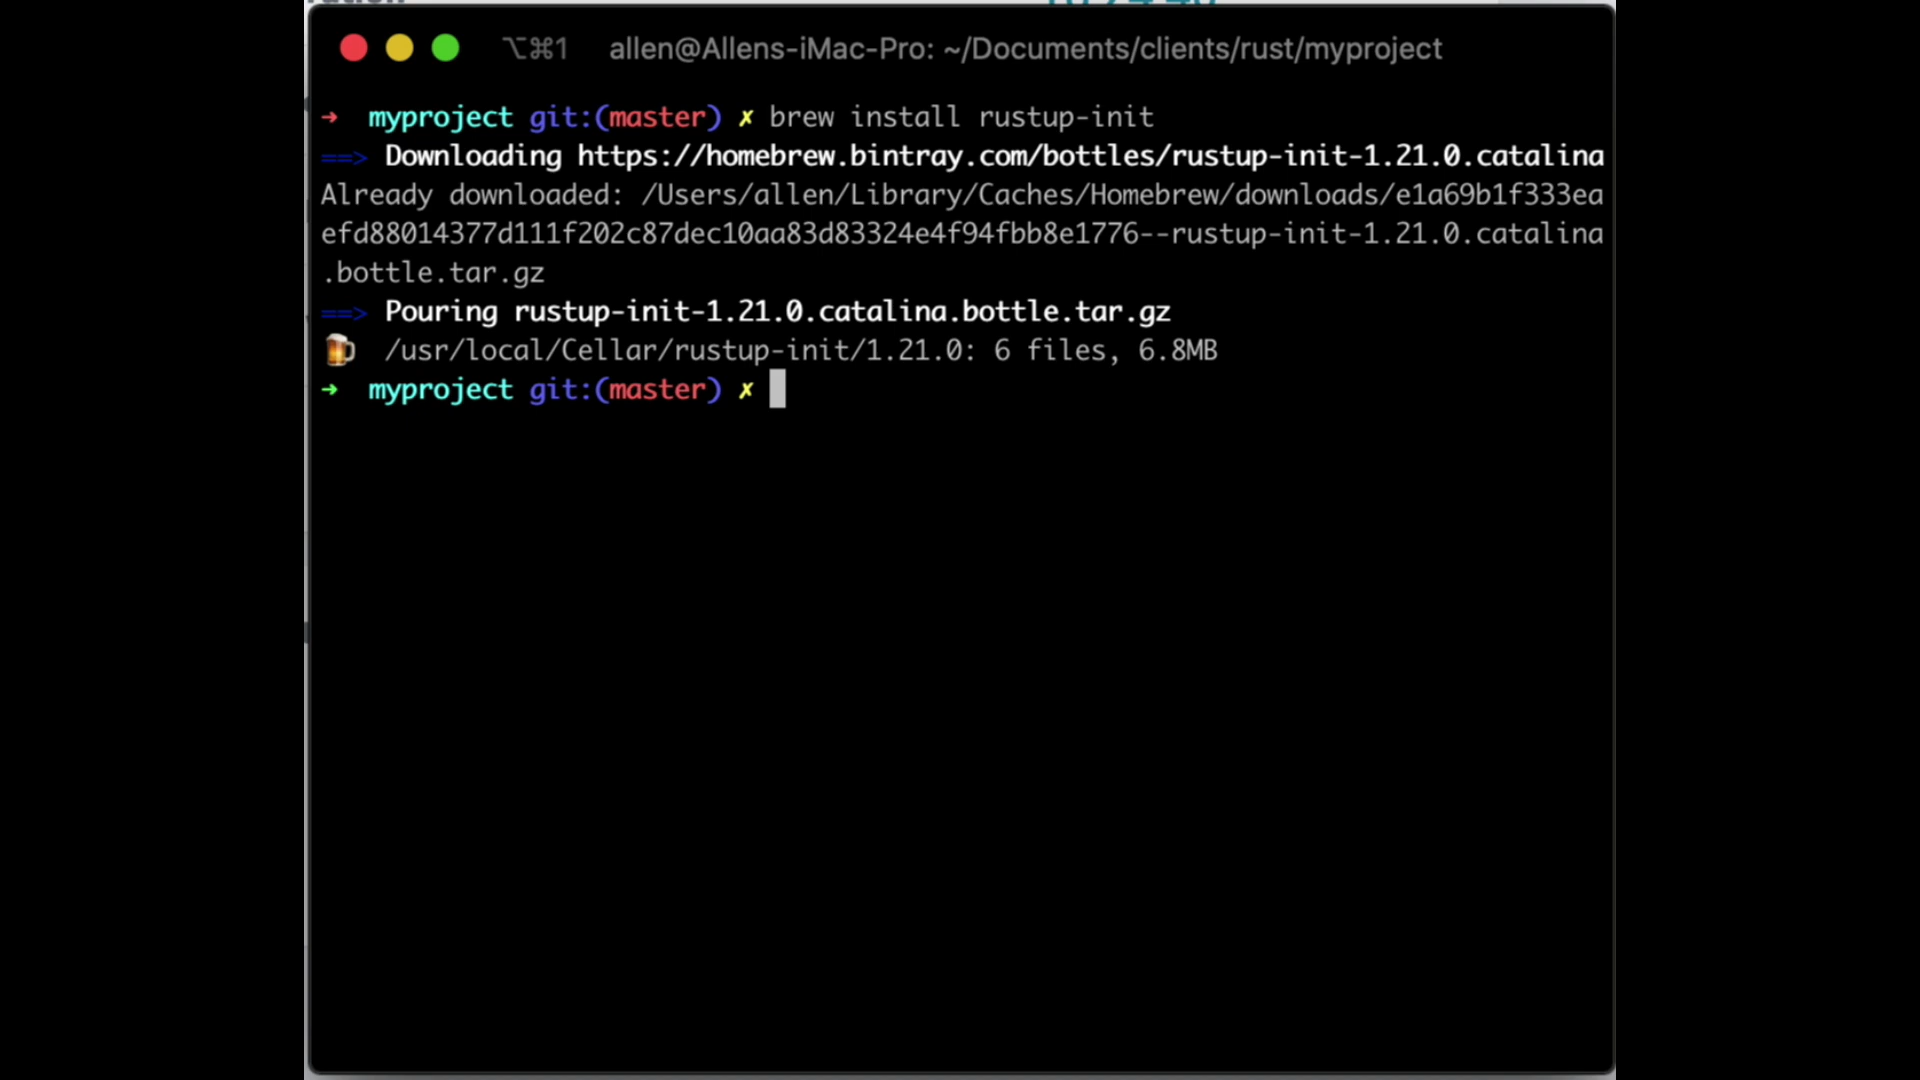 ⌥⌘1 allen@Allens-iMac-Pro: ~/Documents/clients/rust/myproject
➜ myproject git:(master) ✗ brew install rustup-init
==> Downloading https://homebrew.bintray.com/bottles/rustup-init-1.21.0.catalina
Already downloaded: /Users/allen/Library/Caches/Homebrew/downloads/e1a69b1f333ea
efd88014377d111f202c87dec10aa83d83324e4f94fbb8e1776--rustup-init-1.21.0.catalina
.bottle.tar.gz
==> Pouring rustup-init-1.21.0.catalina.bottle.tar.gz
🍺 /usr/local/Cellar/rustup-init/1.21.0: 6 files, 6.8MB
➜ myproject git:(master) ✗